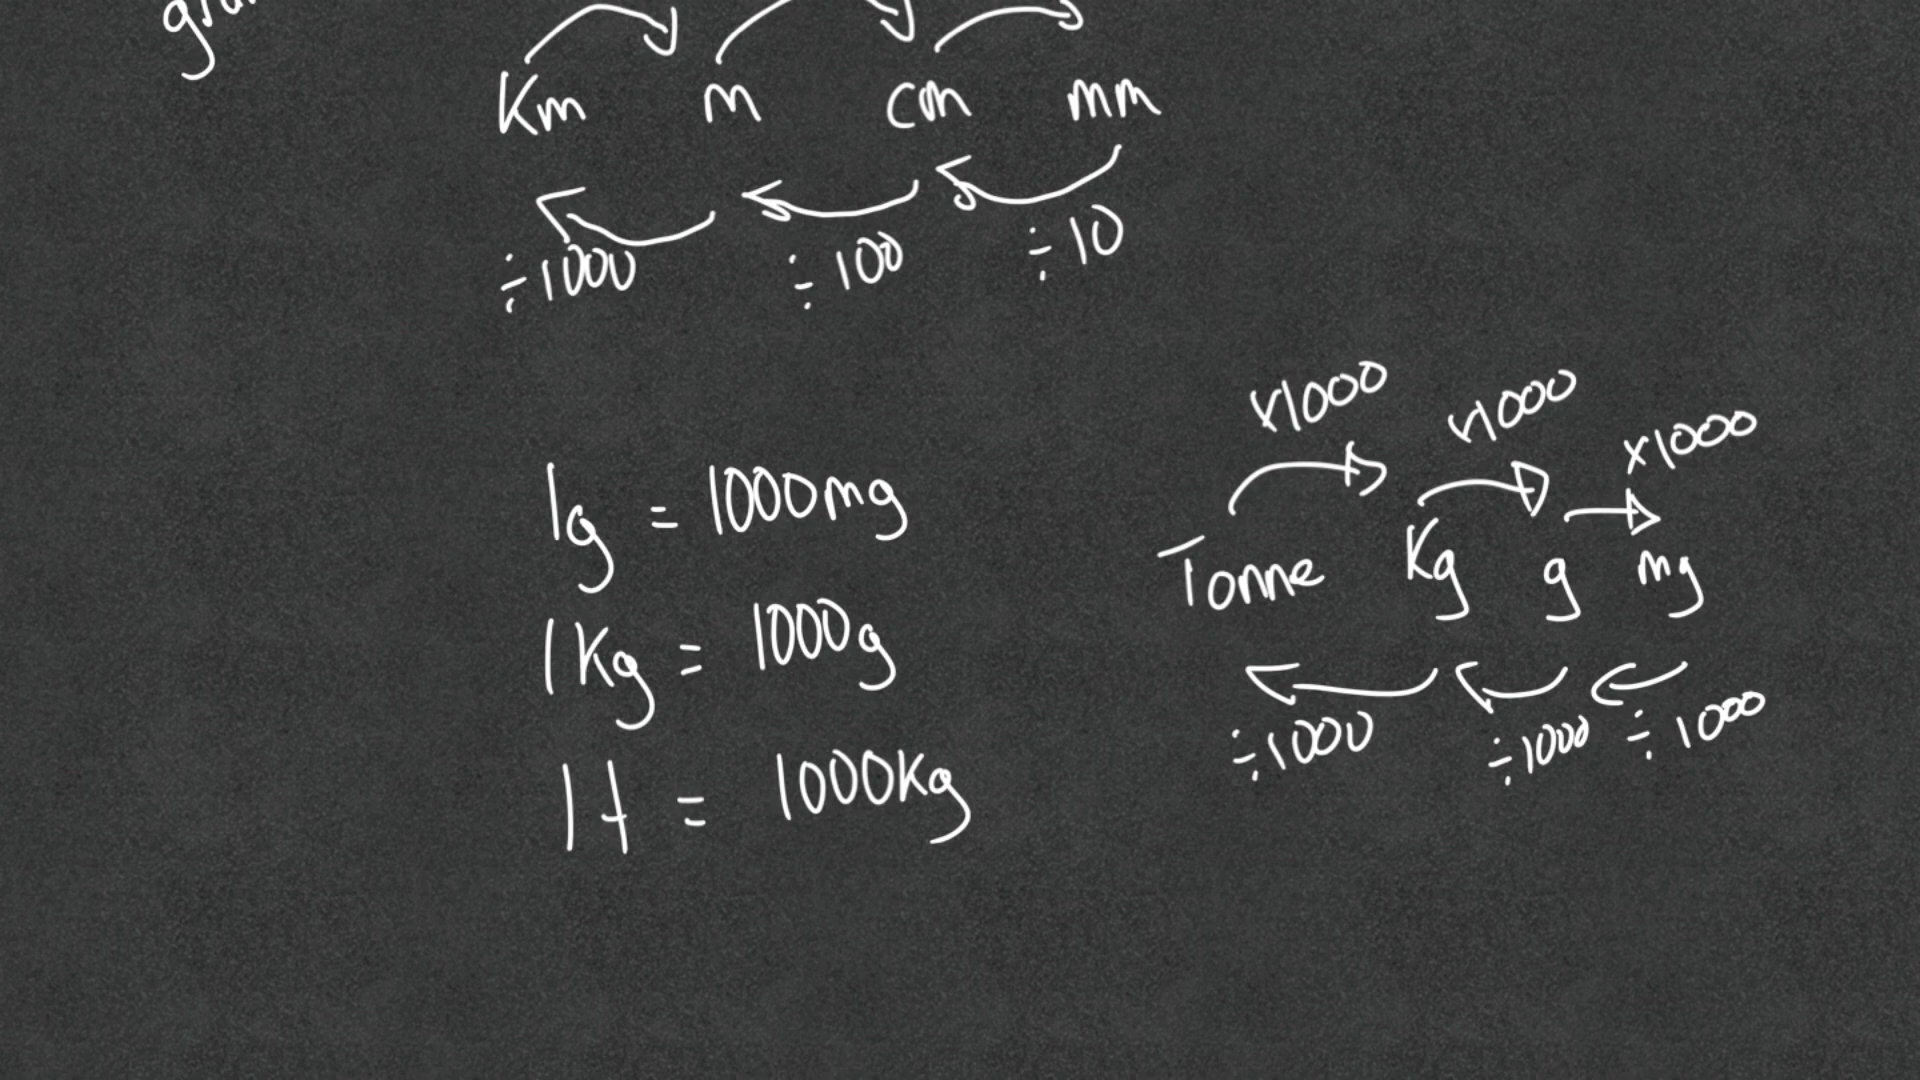 Km m cm mm
÷1000 ÷100 ÷10
x1000 x1000 x1000
1g = 1000mg
Tonne Kg g mg
1Kg = 1000g
÷1000 ÷1000 ÷1000
1t = 1000Kg